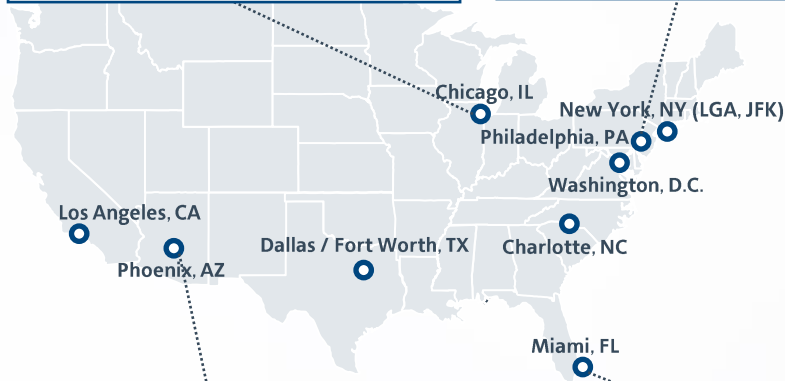 Chicago, IL
New York, NY (LGA, JFK)
Philadelphia, PA
Washington, D.C.
Los Angeles, CA
Dallas / Fort Worth, TX
Charlotte, NC
Phoenix, AZ
Miami, FL